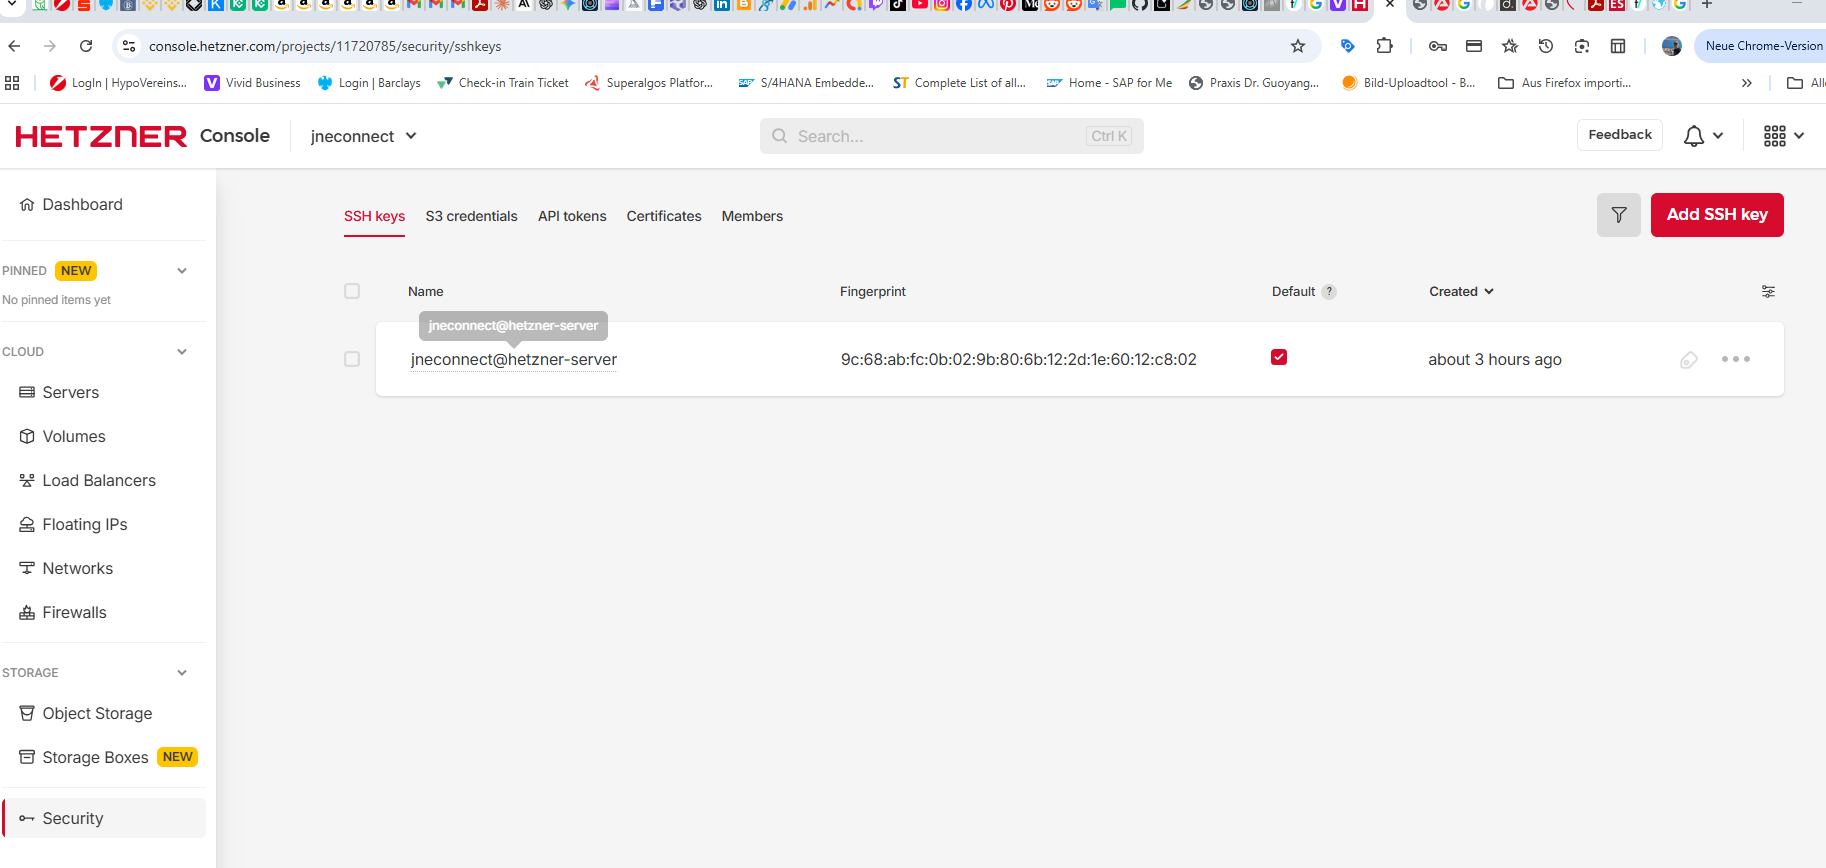 console.hetzner.com/projects/11720785/security/sshkeys
Neue Chrome-Version
LogIn | HypoVereins...
Vivid Business
Login | Barclays
Check-in Train Ticket
Superalgos Platfor...
S/4HANA Embedde...
Complete List of all...
Home - SAP for Me
Praxis Dr. Guoyang...
Bild-Uploadtool - B...
Aus Firefox importi...
»
HETZNER Console
jneconnect
Search...
Ctrl K
Feedback
Dashboard
SSH keys
S3 credentials
API tokens
Certificates
Members
Add SSH key
PINNED NEW
No pinned items yet
Name
Fingerprint
Default ?
Created
jneconnect@hetzner-server
jneconnect@hetzner-server
9c:68:ab:fc:0b:02:9b:80:6b:12:2d:1e:60:12:c8:02
about 3 hours ago
CLOUD
Servers
Volumes
Load Balancers
Floating IPs
Networks
Firewalls
STORAGE
Object Storage
Storage Boxes NEW
Security